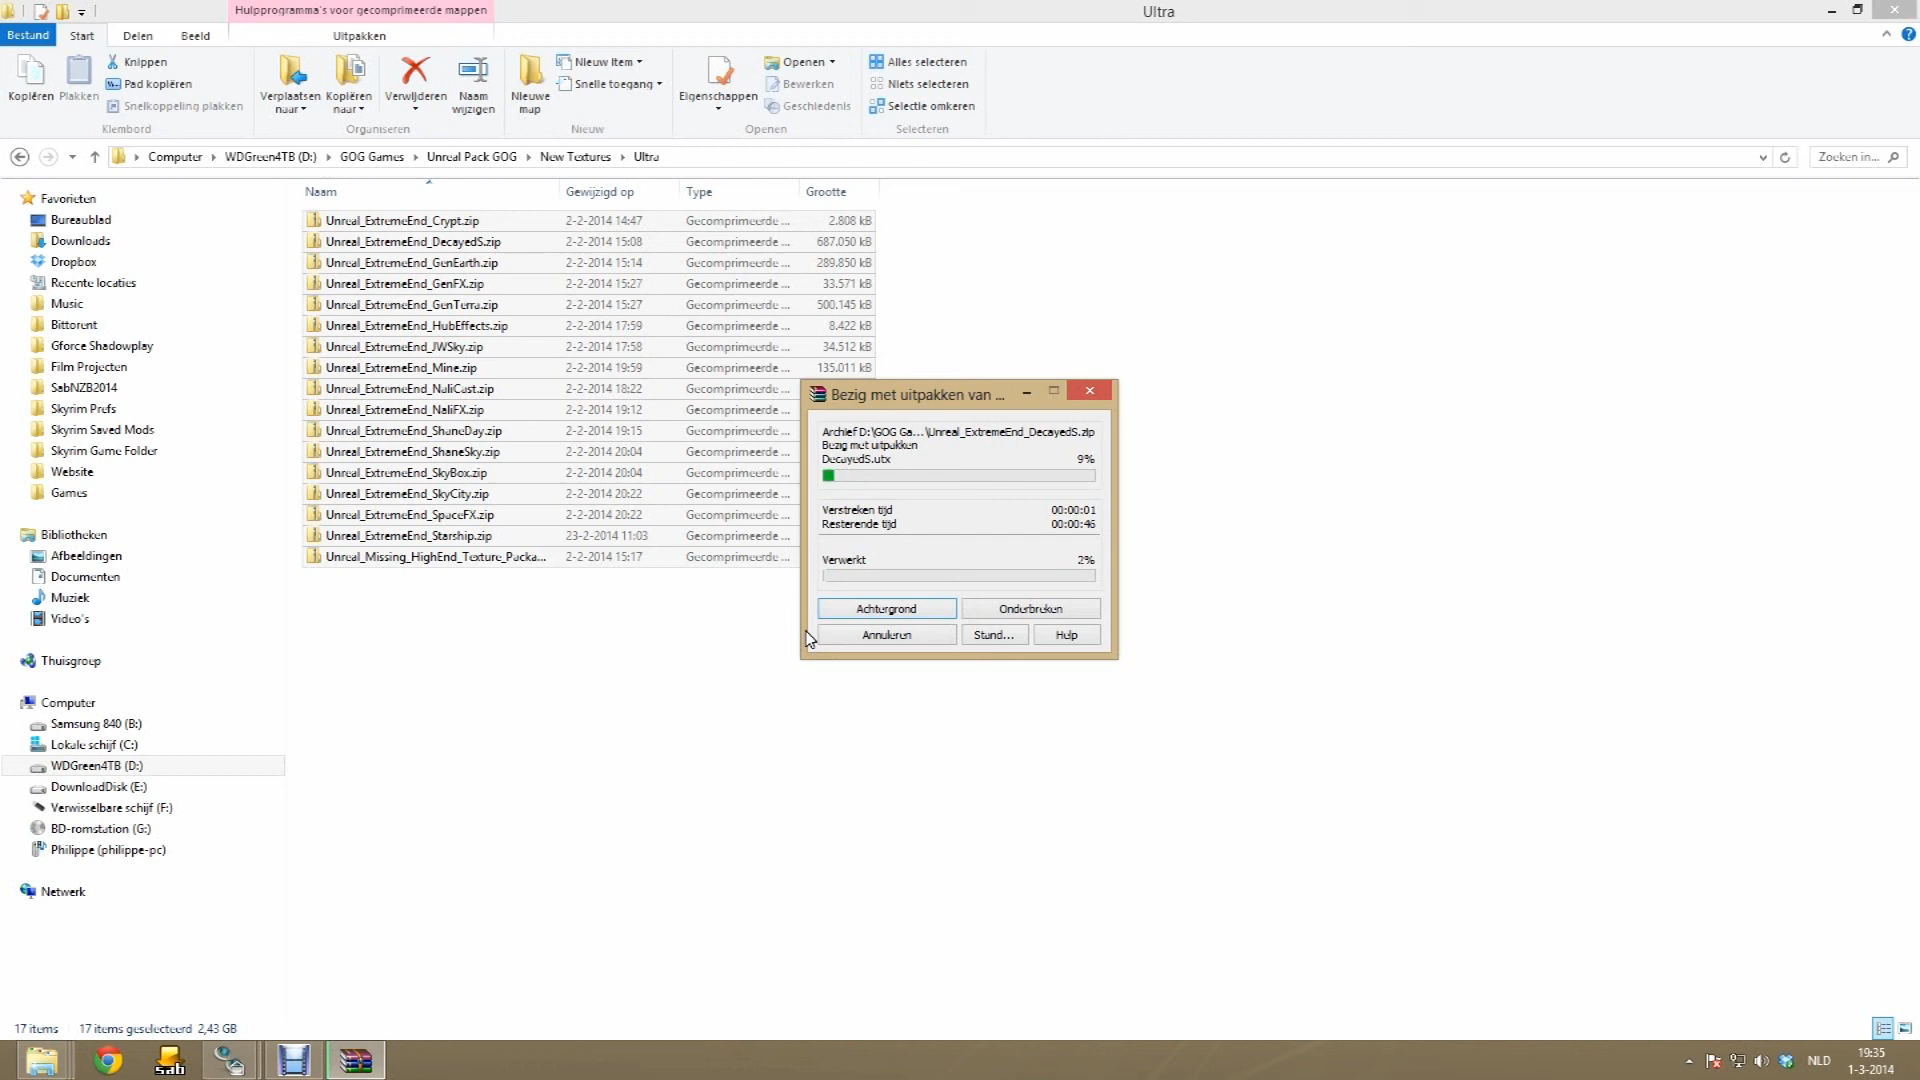 Hulpprogramma's voor gecomprimeerde mappen
Ultra
Bestand Start Delen Beeld Uitpakken
Kopiëren
Plakken
Knippen
Pad kopiëren
Snelkoppeling plakken
Klembord
Verplaatsen naar
Kopiëren naar
Verwijderen
Naam wijzigen
Organiseren
Nieuwe map
Nieuw item
Snelle toegang
Nieuw
Eigenschappen
Openen
Bewerken
Geschiedenis
Openen
Alles selecteren
Niets selecteren
Selectie omkeren
Selecteren
Computer WDGreen4TB (D:) GOG Games Unreal Pack GOG New Textures Ultra
Zoeken in...
Favorieten
Bureaublad
Downloads
Dropbox
Recente locaties
Music
Bittorent
Gforce Shadowplay
Film Projecten
SabNZB2014
Skyrim Prefs
Skyrim Saved Mods
Skyrim Game Folder
Website
Games
Bibliotheken
Afbeeldingen
Documenten
Muziek
Video's
Thuisgroep
Computer
Samsung 840 (B:)
Lokale schijf (C:)
WDGreen4TB (D:)
DownloadDisk (E:)
Verwisselbare schijf (F:)
BD-romstation (G:)
Philippe (philippe-pc)
Netwerk
Naam Gewijzigd op Type Grootte
Unreal_ExtremeEnd_Crypt.zip 2-2-2014 14:47 Gecomprimeerde ... 2.808 kB
Unreal_ExtremeEnd_DecayedS.zip 2-2-2014 15:08 Gecomprimeerde ... 687.050 kB
Unreal_ExtremeEnd_GenEarth.zip 2-2-2014 15:14 Gecomprimeerde ... 289.850 kB
Unreal_ExtremeEnd_GenFX.zip 2-2-2014 15:27 Gecomprimeerde ... 33.571 kB
Unreal_ExtremeEnd_GenTerra.zip 2-2-2014 15:27 Gecomprimeerde ... 500.145 kB
Unreal_ExtremeEnd_HubEffects.zip 2-2-2014 17:59 Gecomprimeerde ... 8.422 kB
Unreal_ExtremeEnd_JWSky.zip 2-2-2014 17:58 Gecomprimeerde ... 34.512 kB
Unreal_ExtremeEnd_Mine.zip 2-2-2014 19:59 Gecomprimeerde ... 135.011 kB
Unreal_ExtremeEnd_NaliCast.zip 2-2-2014 18:22 Gecomprimeerde ...
Unreal_ExtremeEnd_NaliFX.zip 2-2-2014 19:12 Gecomprimeerde ...
Unreal_ExtremeEnd_ShaneDay.zip 2-2-2014 19:15 Gecomprimeerde ...
Unreal_ExtremeEnd_ShaneSky.zip 2-2-2014 20:04 Gecomprimeerde ...
Unreal_ExtremeEnd_SkyBox.zip 2-2-2014 20:04 Gecomprimeerde ...
Unreal_ExtremeEnd_SkyCity.zip 2-2-2014 20:22 Gecomprimeerde ...
Unreal_ExtremeEnd_SpaceFX.zip 2-2-2014 20:22 Gecomprimeerde ...
Unreal_ExtremeEnd_Starship.zip 23-2-2014 11:03 Gecomprimeerde ...
Unreal_Missing_HighEnd_Texture_Packa... 2-2-2014 15:17 Gecomprimeerde ...
Bezig met uitpakken van ...
Archief D:\GOG Ga...\Unreal_ExtremeEnd_DecayedS.zip
Bezig met uitpakken
DecayedS.utx 9%
Verstreken tijd 00:00:01
Resterende tijd 00:00:46
Verwerkt 2%
Achtergrond Onderbreken
Annuleren Stand... Help
17 items 17 items geselecteerd 2,43 GB
sab
NLD
19:35
1-3-2014